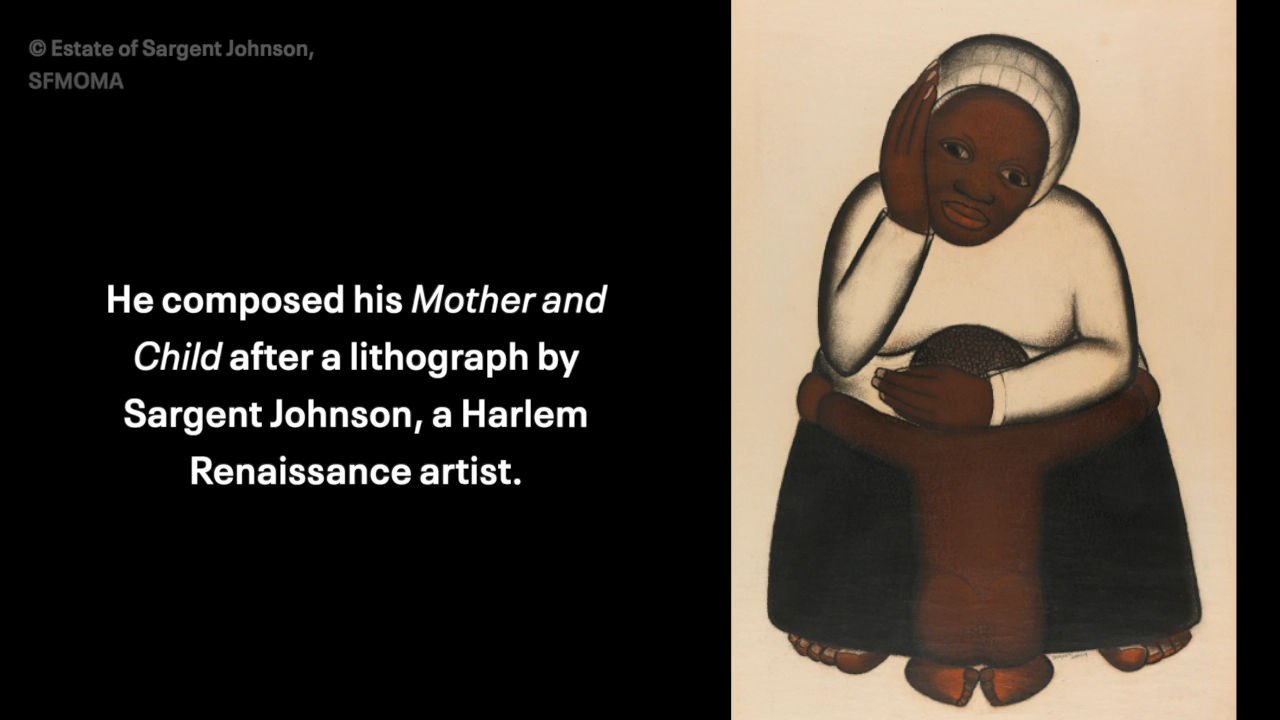 © Estate of Sargent Johnson,
SFMOMA
He composed his Mother and
Child after a lithograph by
Sargent Johnson, a Harlem
Renaissance artist.